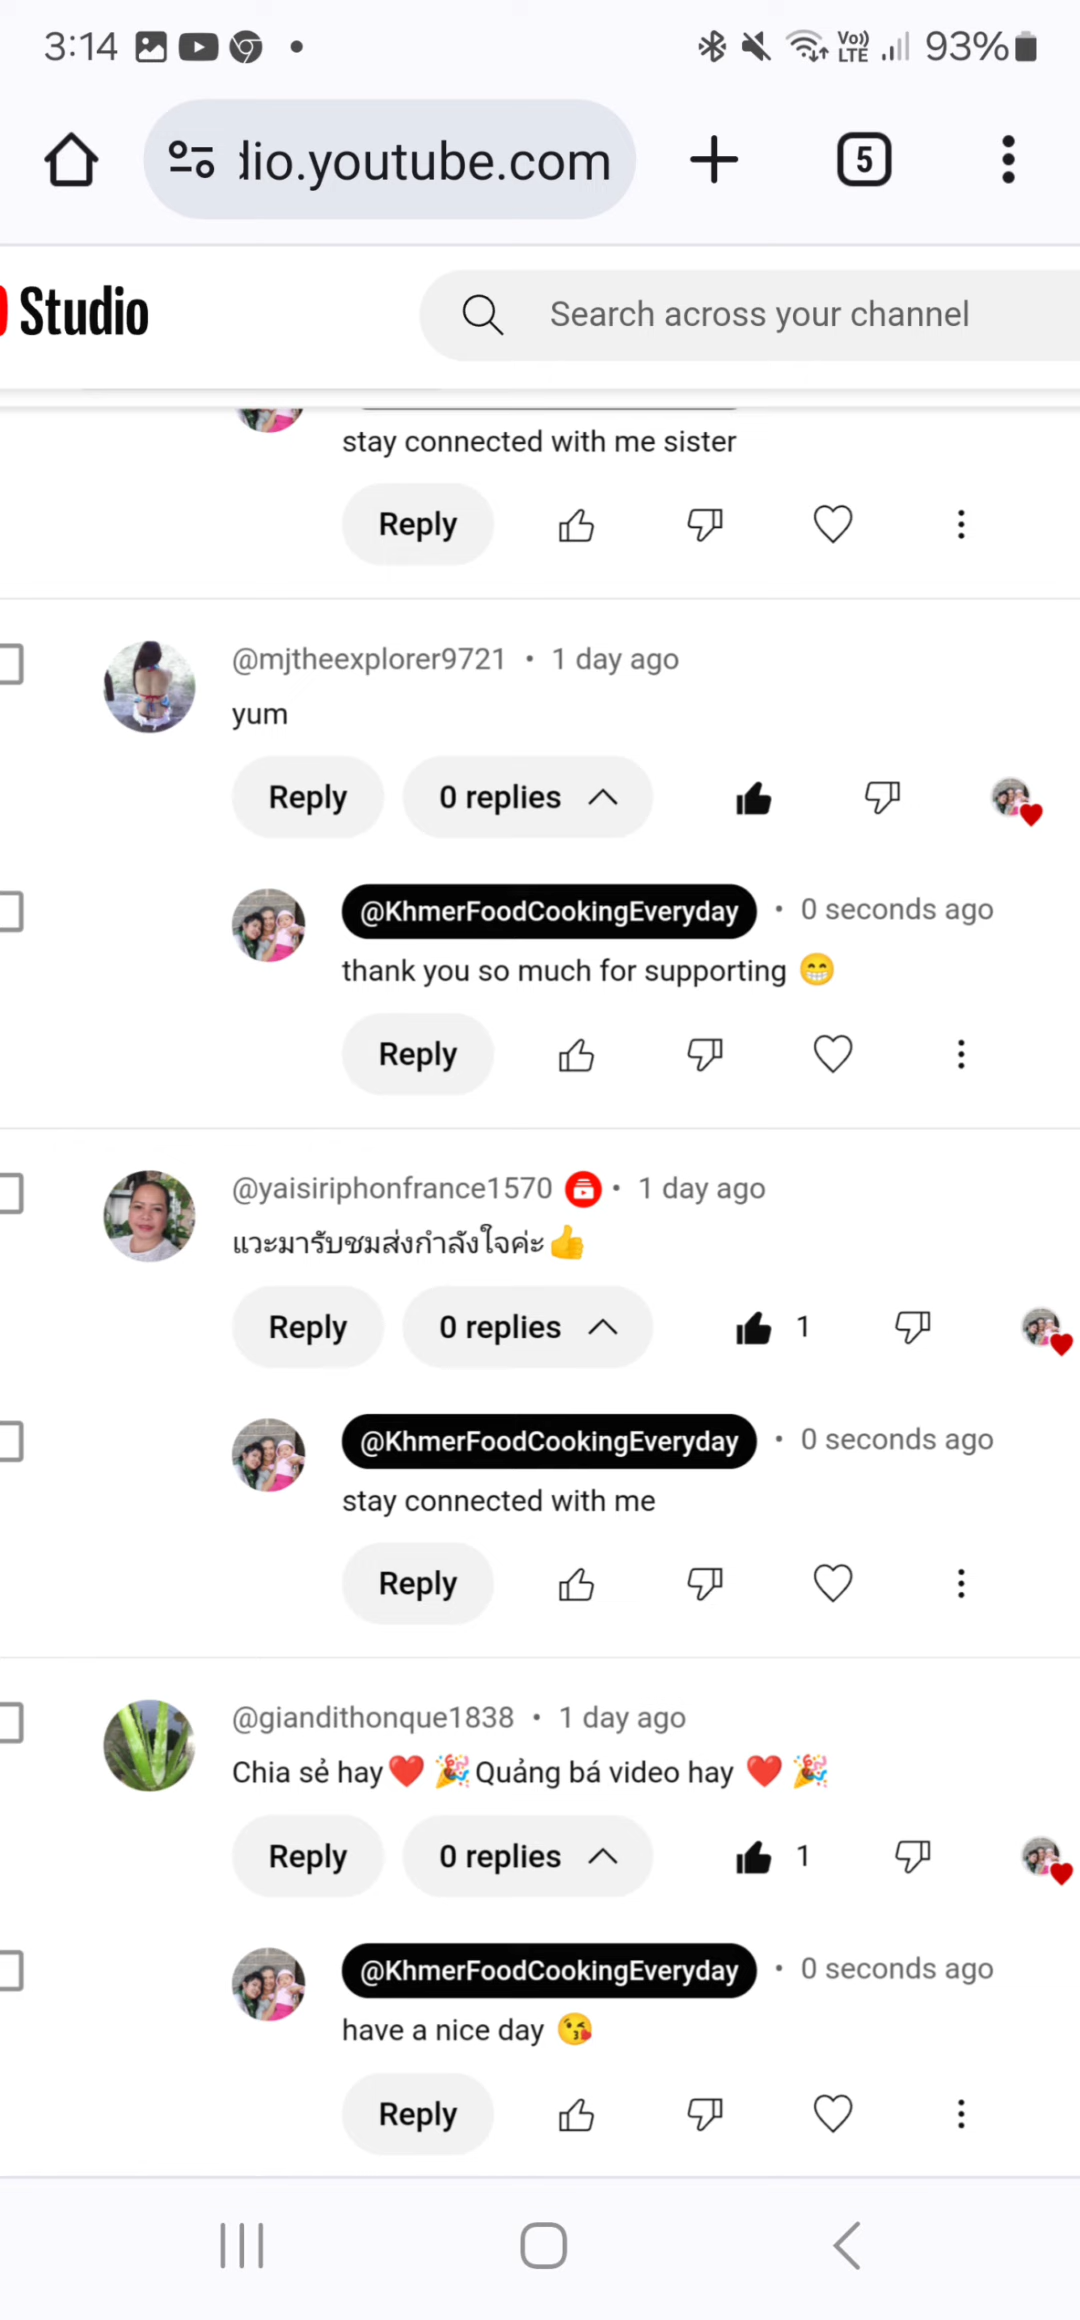 3:14 Vo)) LTE 93%
dio.youtube.com 5
Studio Search across your channel
stay connected with me sister
Reply
@mjtheexplorer9721 • 1 day ago
yum
Reply 0 replies
@KhmerFoodCookingEveryday • 0 seconds ago
thank you so much for supporting 😁
Reply
@yaisiriphonfrance1570 • 1 day ago
แวะมารับชมส่งกำลังใจค่ะ👍
Reply 0 replies 1
@KhmerFoodCookingEveryday • 0 seconds ago
stay connected with me
Reply
@giandithonque1838 • 1 day ago
Chia sẻ hay❤️ 🎉Quảng bá video hay ❤️ 🎉
Reply 0 replies 1
@KhmerFoodCookingEveryday • 0 seconds ago
have a nice day 😘
Reply